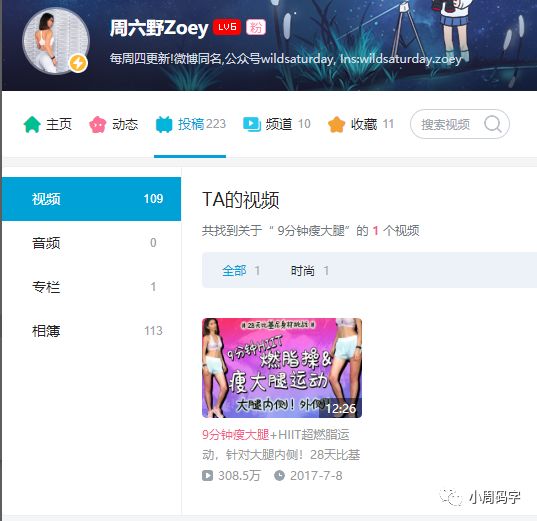 周六野Zoey LV6 粉
每周四更新!微博同名,公众号wildsaturday, Ins:wildsaturday.zoey
主页 动态 投稿 223 频道 10 收藏 11 搜索视频
视频 109
音频 0
专栏 1
相簿 113
TA的视频
共找到关于“ 9分钟瘦大腿”的 1 个视频
全部 1 时尚 1
#28天比基尼身材挑战#
9分钟HIIT
燃脂操&
瘦大腿运动
大腿内侧！外侧！
12:26
9分钟瘦大腿+HIIT超燃脂运
动，针对大腿内侧！28天比基
308.5万 2017-7-8
小周码字